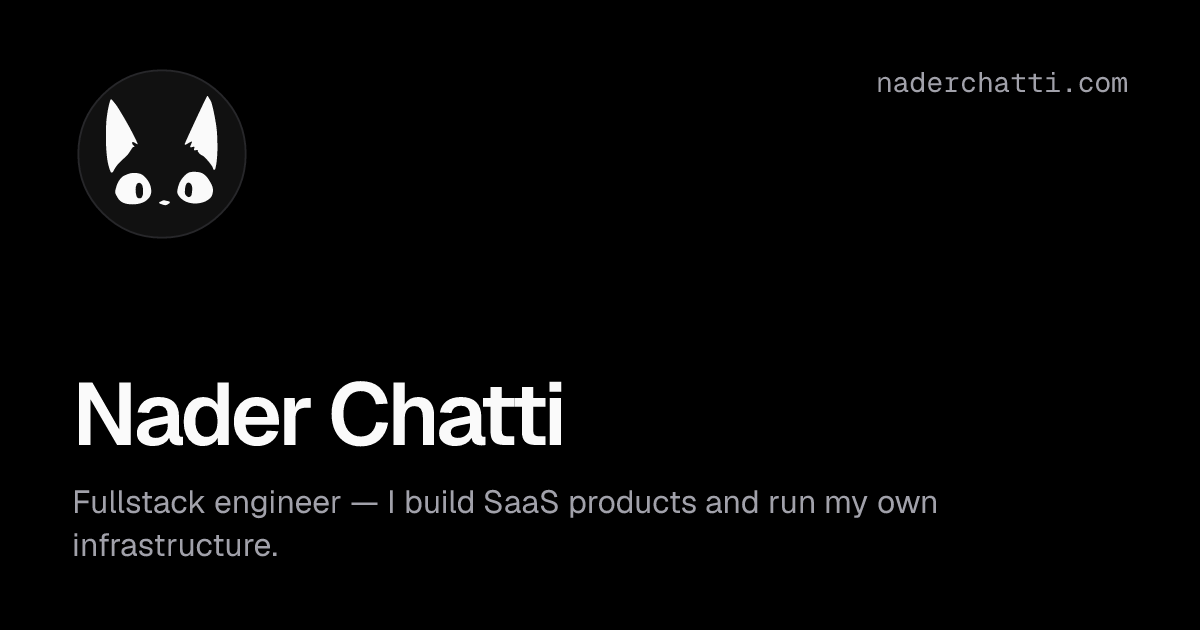 naderchatti.com
Nader Chatti
Fullstack engineer — I build SaaS products and run my own
infrastructure.